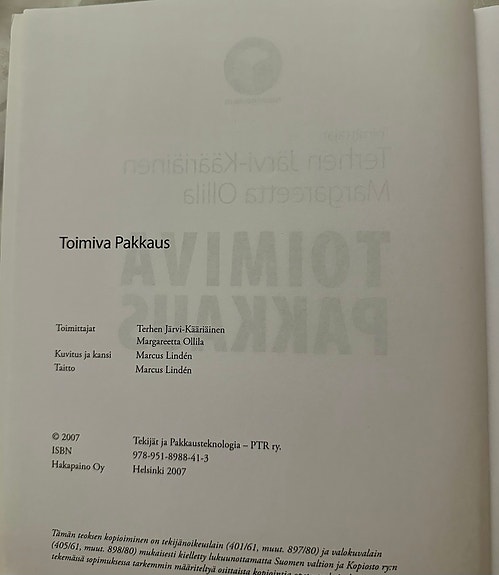 Toimiva Pakkaus
Toimittajat Terhen Järvi-Kääriäinen
Margareetta Ollila
Kuvitus ja kansi Marcus Lindén
Taitto Marcus Lindén
© 2007 Tekijät ja Pakkausteknologia – PTR ry.
ISBN 978-951-8988-41-3
Hakapaino Oy Helsinki 2007
Tämän teoksen kopioiminen on tekijänoikeuslain (401/61, muut. 897/80) ja valokuvalain
(405/61, muut. 898/80) mukaisesti kielletty lukuunottamatta Suomen valtion ja Kopiosto ry:n
tekemässä sopimuksessa tarkemmin määriteltyä osittaista kopiointia